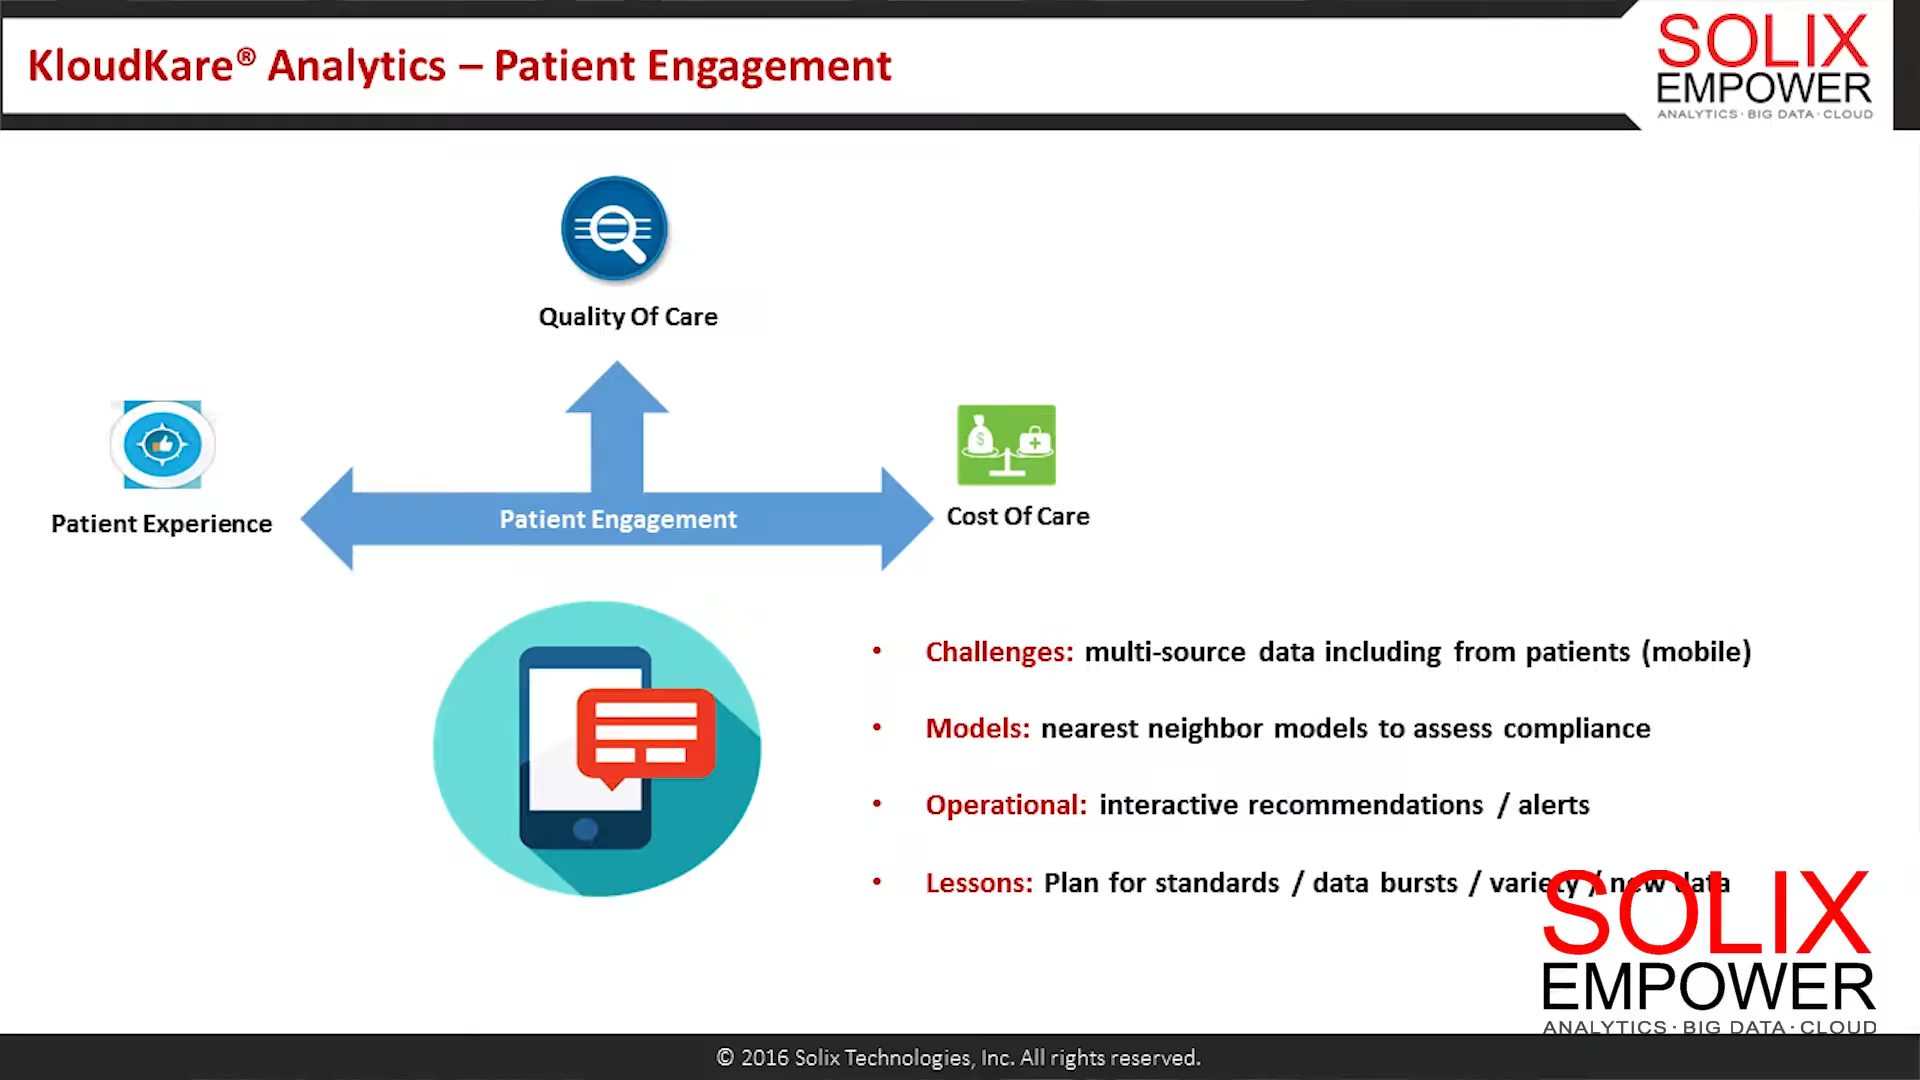 KloudKare® Analytics – Patient Engagement
SOLIX
EMPOWER
ANALYTICS · BIG DATA · CLOUD
Quality Of Care
Patient Experience
Patient Engagement
Cost Of Care
• Challenges: multi-source data including from patients (mobile)
• Models: nearest neighbor models to assess compliance
• Operational: interactive recommendations / alerts
• Lessons: Plan for standards / data bursts / variety / new data
SOLIX
EMPOWER
ANALYTICS · BIG DATA · CLOUD
© 2016 Solix Technologies, Inc. All rights reserved.